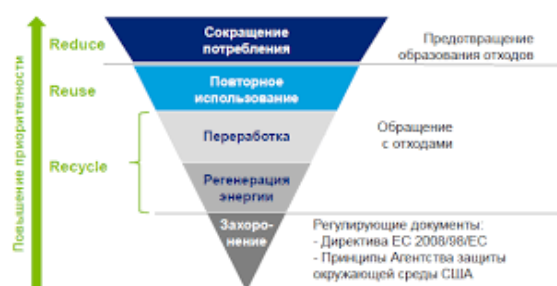 Повышение приоритетности
Reduce
Сокращение
потребления
Предотвращение
образования отходов
Reuse
Повторное
использование
Recycle
Переработка
Обращение
с отходами
Регенерация
энергии
Захоро-
нение
Регулирующие документы:
- Директива ЕС 2008/98/ЕС
- Принципы Агентства защиты
окружающей среды США